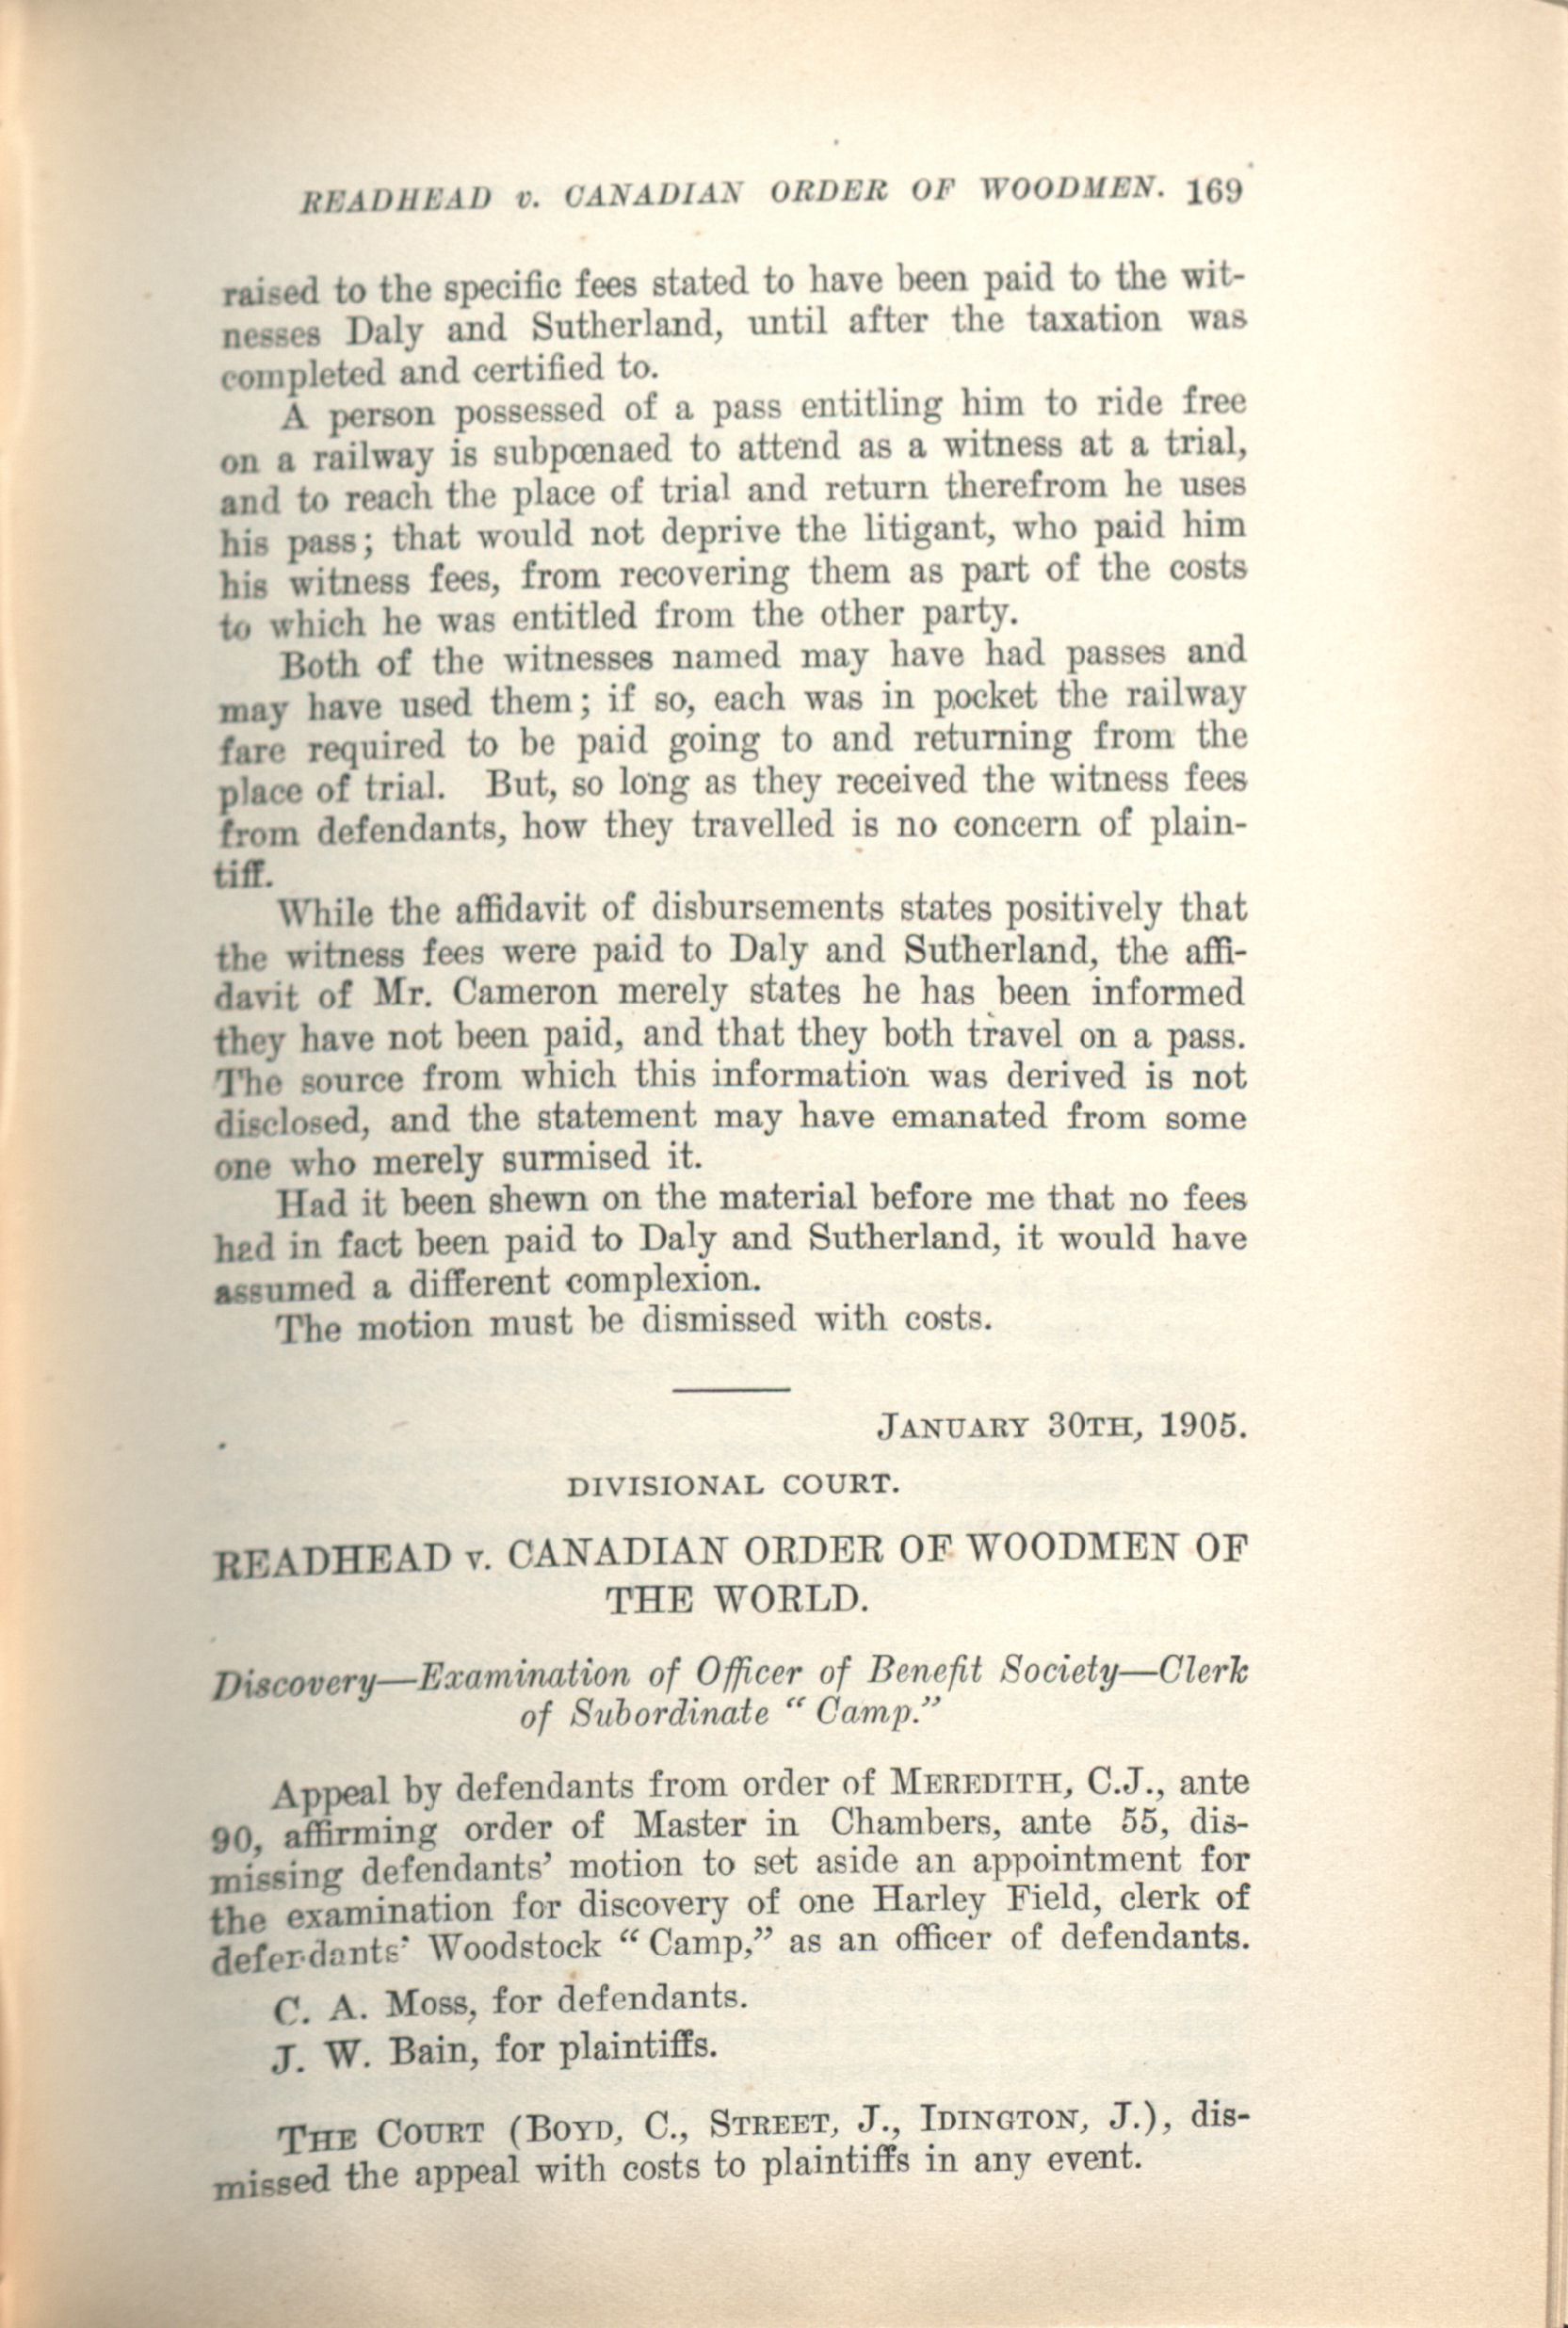 READHEAD v. CANADIAN ORDER OF WOODMEN. 169
raised to the specific fees stated to have been paid to the wit-
nesses Daly and Sutherland, until after the taxation was
completed and certified to.
A person possessed of a pass entitling him to ride free
on a railway is subpœnaed to attend as a witness at a trial,
and to reach the place of trial and return therefrom he uses
his pass; that would not deprive the litigant, who paid him
his witness fees, from recovering them as part of the costs
to which he was entitled from the other party.
Both of the witnesses named may have had passes and
may have used them; if so, each was in pocket the railway
fare required to be paid going to and returning from the
place of trial. But, so long as they received the witness fees
from defendants, how they travelled is no concern of plain-
tiff.
While the affidavit of disbursements states positively that
the witness fees were paid to Daly and Sutherland, the affi-
davit of Mr. Cameron merely states he has been informed
they have not been paid, and that they both travel on a pass.
The source from which this information was derived is not
disclosed, and the statement may have emanated from some
one who merely surmised it.
Had it been shewn on the material before me that no fees
had in fact been paid to Daly and Sutherland, it would have
assumed a different complexion.
The motion must be dismissed with costs.
JANUARY 30TH, 1905.
DIVISIONAL COURT.
READHEAD v. CANADIAN ORDER OF WOODMEN OF
THE WORLD.
Discovery—Examination of Officer of Benefit Society—Clerk
of Subordinate "Camp."
Appeal by defendants from order of MEREDITH, C.J., ante
90, affirming order of Master in Chambers, ante 55, dis-
missing defendants' motion to set aside an appointment for
the examination for discovery of one Harley Field, clerk of
defendants' Woodstock "Camp," as an officer of defendants.
C. A. Moss, for defendants.
J. W. Bain, for plaintiffs.
THE COURT (BOYD, C., STREET, J., IDINGTON, J.), dis-
missed the appeal with costs to plaintiffs in any event.